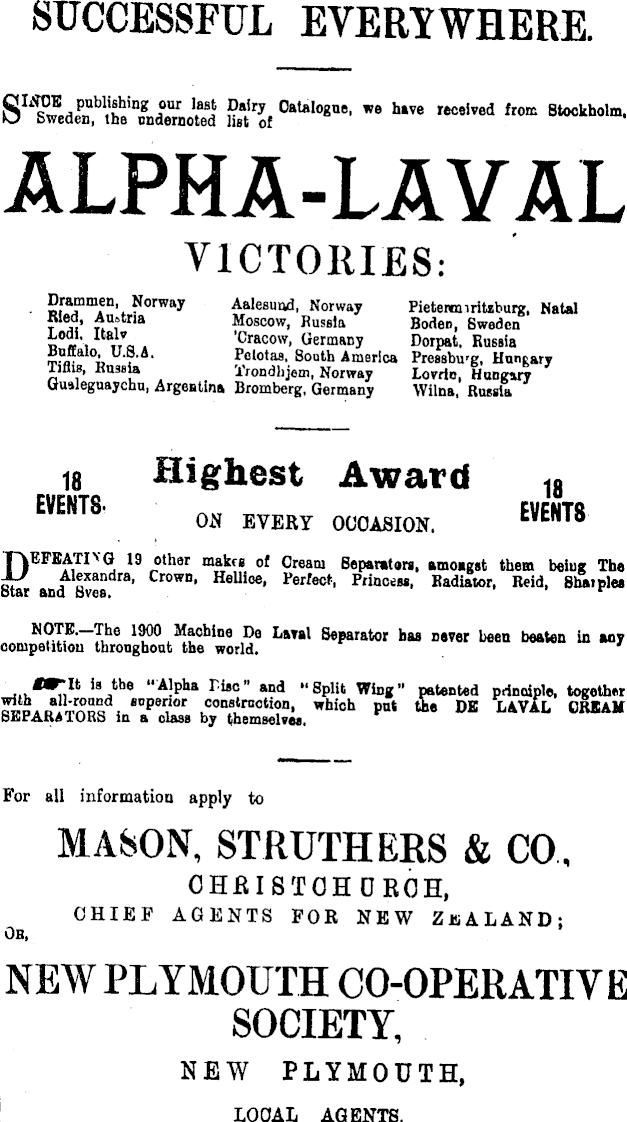 SUCCESSFUL EVERYWHERE.
SINCE publishing our last Dairy Catalogue, we have received from Stockholm,
Sweden, the undernoted list of
ALPHA-LAVAL
VICTORIES:
Drammen, Norway
Ried, Austria
Lodi, Italy
Buffalo, U.S.A.
Tiflis, Russia
Gualeguaychu, Argentina
Aalesund, Norway
Moscow, Russia
'Cracow, Germany
Pelotas, South America
Trondhjem, Norway
Bromberg, Germany
Pietermaritzburg, Natal
Boden, Sweden
Dorpat, Russia
Pressburg, Hungary
Lovrin, Hungary
Wilna, Russia
18
EVENTS.
Highest Award
ON EVERY OCCASION.
18
EVENTS
DEFEATING 19 other makes of Cream Separators, amongst them being The
Alexandra, Crown, Hellice, Perfect, Princess, Radiator, Reid, Sharples
Star and Svea.
NOTE.—The 1900 Machine De Laval Separator has never been beaten in any
competition throughout the world.
It is the "Alpha Disc" and "Split Wing" patented principle, together
with all-round superior construction, which put the DE LAVAL CREAM
SEPARATORS in a class by themselves.
For all information apply to
MASON, STRUTHERS & CO.,
CHRISTCHURCH,
CHIEF AGENTS FOR NEW ZEALAND;
OR,
NEW PLYMOUTH CO-OPERATIVE
SOCIETY,
NEW PLYMOUTH,
LOCAL AGENTS.